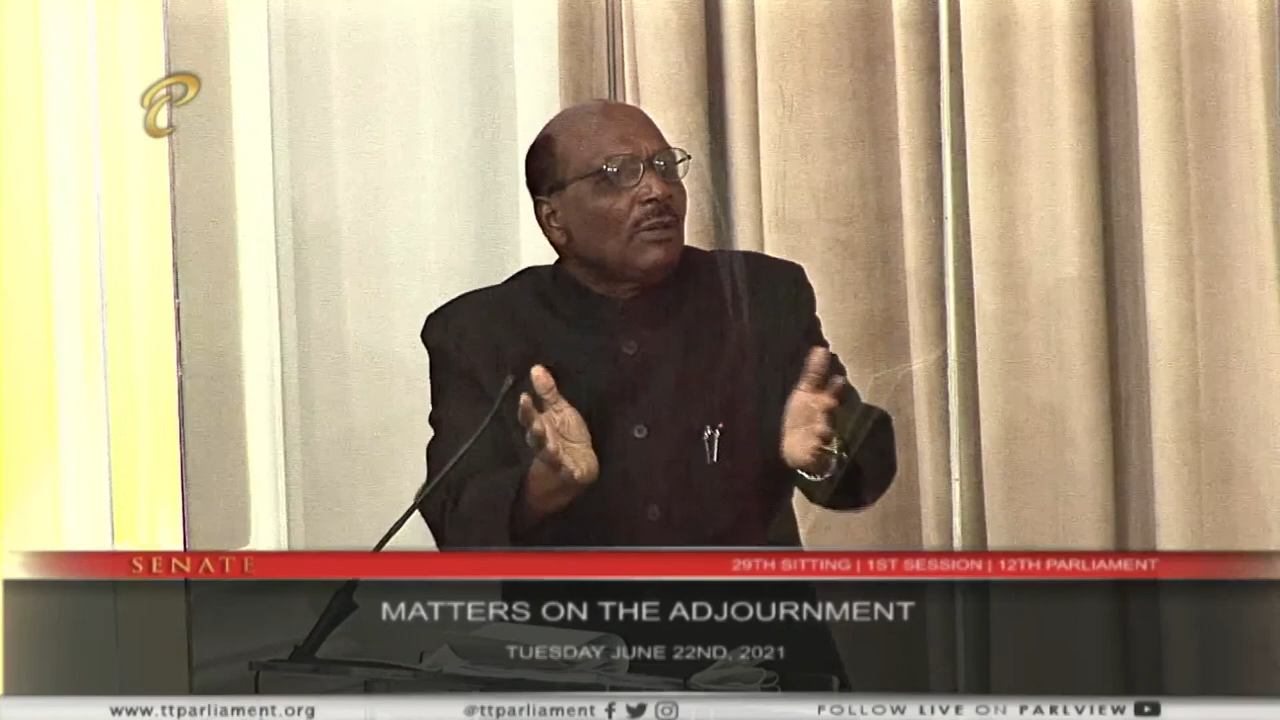 SENATE
29TH SITTING | 1ST SESSION | 12TH PARLIAMENT
MATTERS ON THE ADJOURNMENT
TUESDAY JUNE 22ND, 2021
www.ttparliament.org @ttparliament FOLLOW LIVE ON PARLVIEW